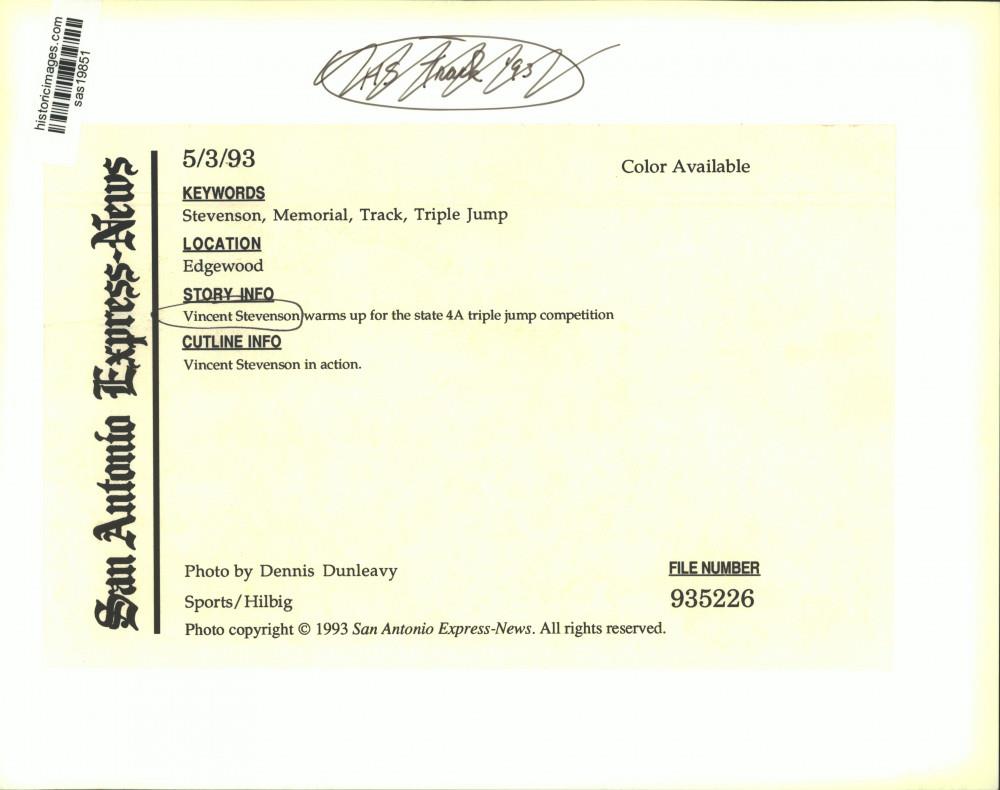 historicimages.com
sas19851
HS Track '93
San Antonio Express-News
5/3/93
Color Available
KEYWORDS
Stevenson, Memorial, Track, Triple Jump
LOCATION
Edgewood
STORY INFO
Vincent Stevenson warms up for the state 4A triple jump competition
CUTLINE INFO
Vincent Stevenson in action.
Photo by Dennis Dunleavy
FILE NUMBER
Sports/Hilbig
935226
Photo copyright © 1993 San Antonio Express-News. All rights reserved.